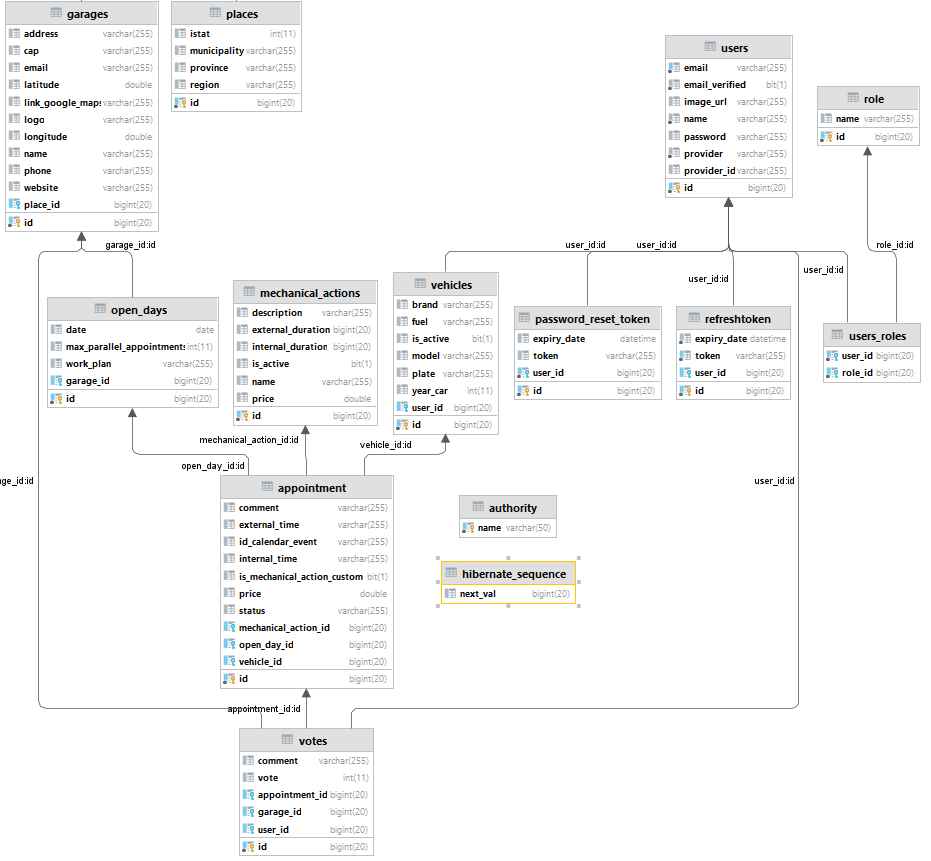 garages
address varchar(255)
cap varchar(255)
email varchar(255)
latitude double
link_google_maps varchar(255)
logo varchar(255)
longitude double
name varchar(255)
phone varchar(255)
website varchar(255)
place_id bigint(20)
id bigint(20)
places
istat int(11)
municipality varchar(255)
province varchar(255)
region varchar(255)
id bigint(20)
users
email varchar(255)
email_verified bit(1)
image_url varchar(255)
name varchar(255)
password varchar(255)
provider varchar(255)
provider_id varchar(255)
id bigint(20)
role
name varchar(255)
id bigint(20)
garage_id:id
user_id:id
user_id:id
role_id:id
user_id:id
user_id:id
open_days
date date
max_parallel_appointments int(11)
work_plan varchar(255)
garage_id bigint(20)
id bigint(20)
mechanical_actions
description varchar(255)
external_duration bigint(20)
internal_duration bigint(20)
is_active bit(1)
name varchar(255)
price double
id bigint(20)
vehicles
brand varchar(255)
fuel varchar(255)
is_active bit(1)
model varchar(255)
plate varchar(255)
year_car int(11)
user_id bigint(20)
id bigint(20)
password_reset_token
expiry_date datetime
token varchar(255)
user_id bigint(20)
id bigint(20)
refreshtoken
expiry_date datetime
token varchar(255)
user_id bigint(20)
id bigint(20)
users_roles
user_id bigint(20)
role_id bigint(20)
mechanical_action_id:id
vehicle_id:id
open_day_id:id
ge_id:id
user_id:id
appointment
comment varchar(255)
external_time varchar(255)
id_calendar_event varchar(255)
internal_time varchar(255)
is_mechanical_action_custom bit(1)
price double
status varchar(255)
mechanical_action_id bigint(20)
open_day_id bigint(20)
vehicle_id bigint(20)
id bigint(20)
authority
name varchar(50)
hibernate_sequence
next_val bigint(20)
appointment_id:id
votes
comment varchar(255)
vote int(11)
appointment_id bigint(20)
garage_id bigint(20)
user_id bigint(20)
id bigint(20)